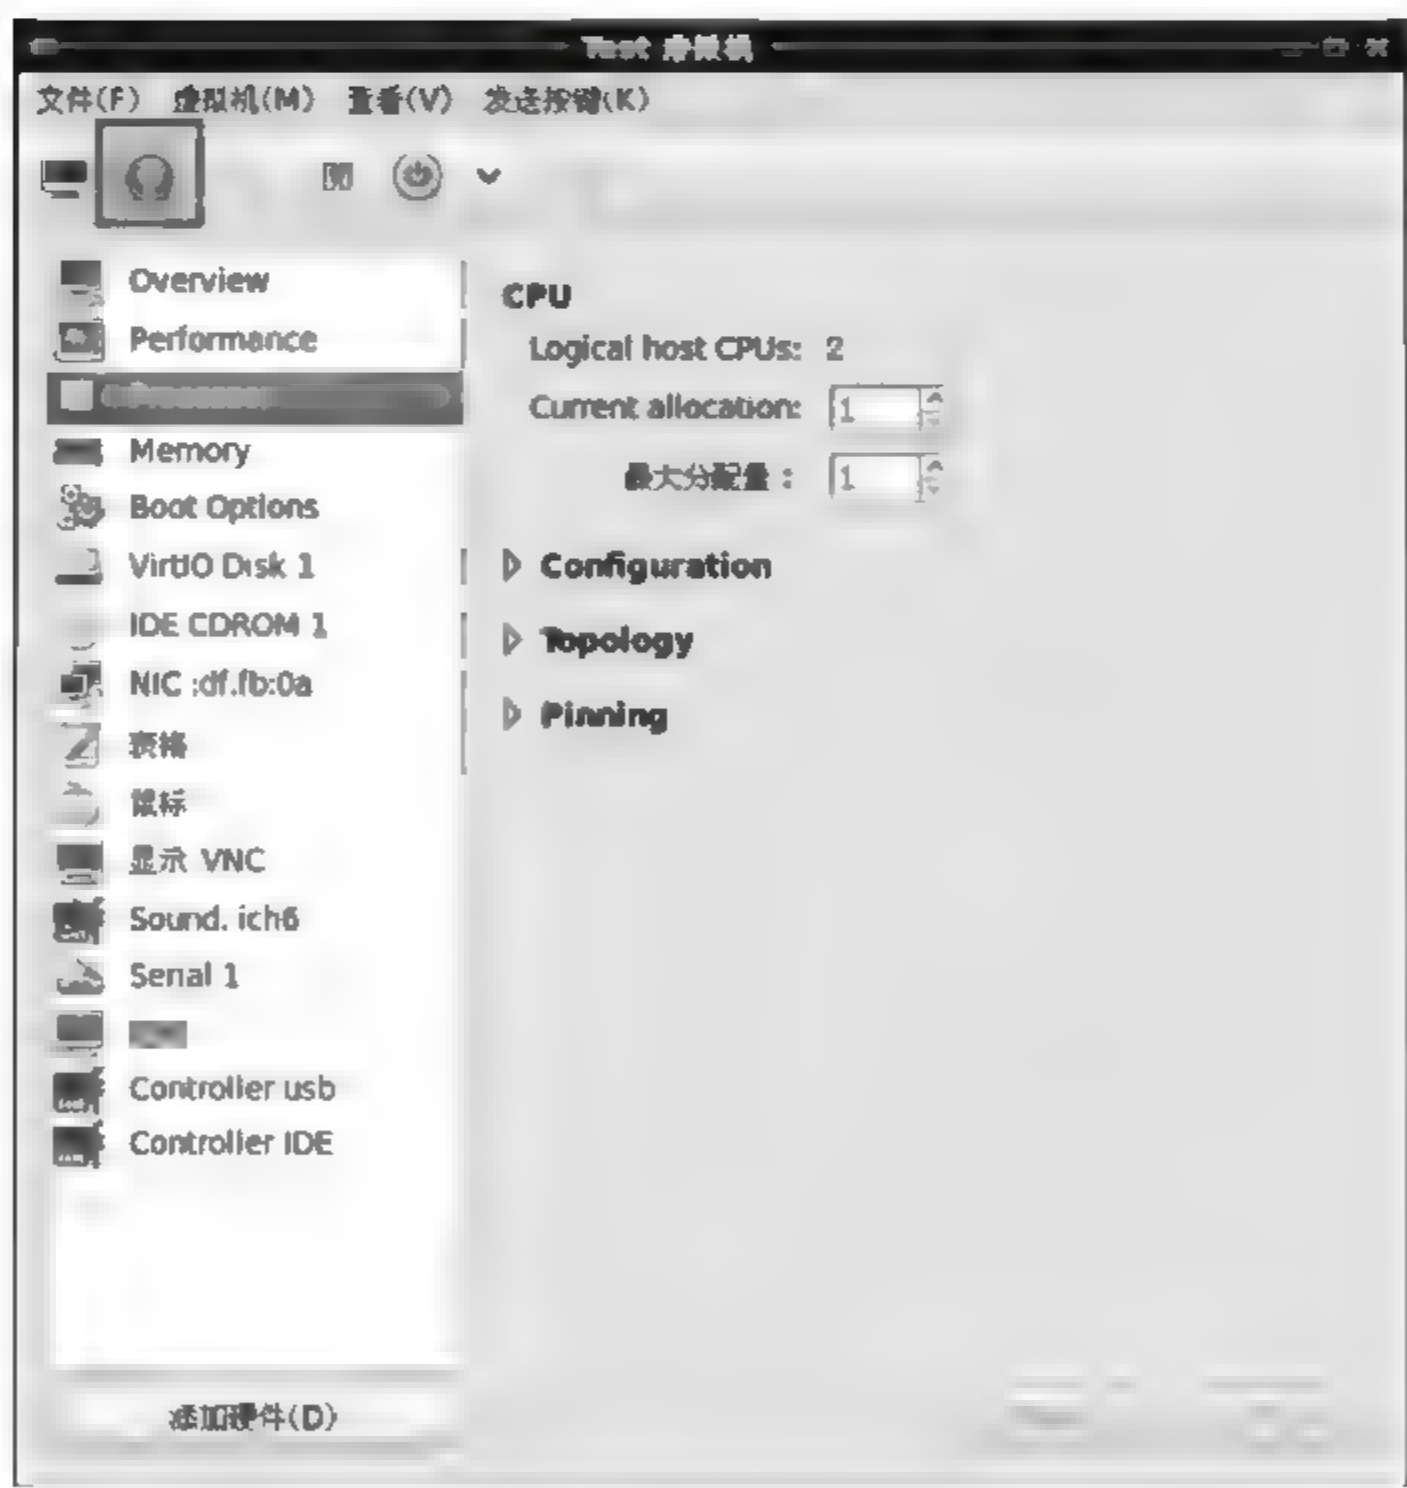 Test 虚拟机
文件(F) 虚拟机(M) 查看(V) 发送按键(K)
Overview
Performance
Memory
Boot Options
VirtIO Disk 1
IDE CDROM 1
NIC :df:fb:0a
表格
鼠标
显示 VNC
Sound: ich6
Serial 1
Controller usb
Controller IDE
添加硬件(D)
CPU
Logical host CPUs: 2
Current allocation: 1
最大分配量： 1
Configuration
Topology
Pinning